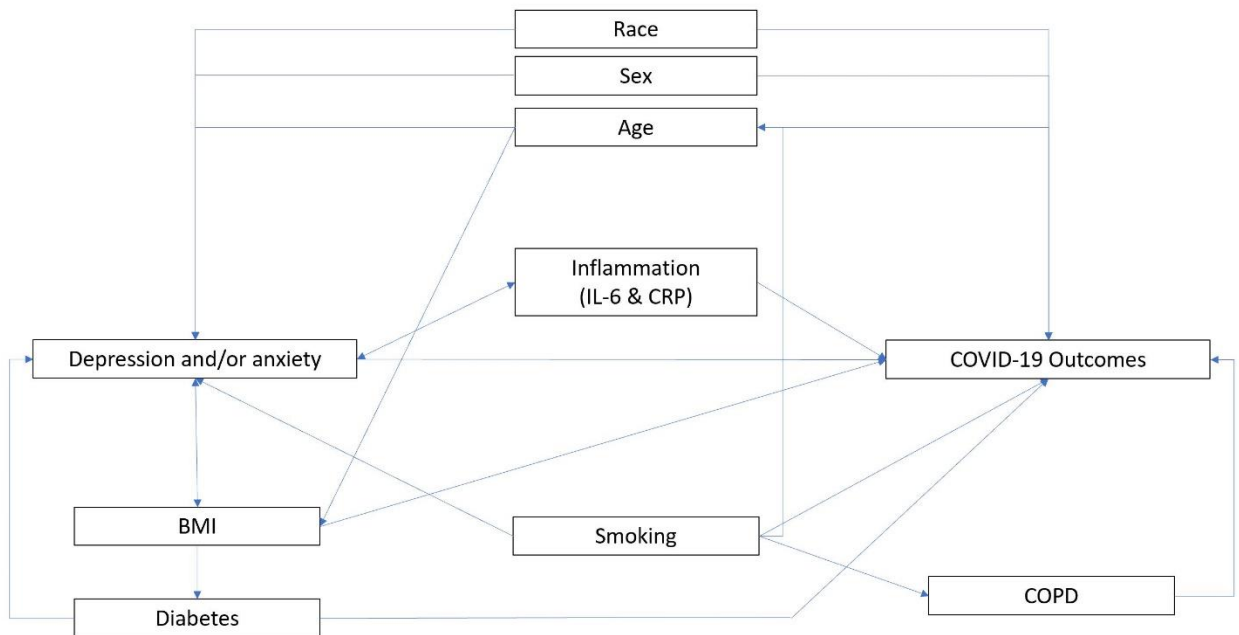 Race
Sex
Age
Inflammation
(IL-6 & CRP)
Depression and/or anxiety
COVID-19 Outcomes
BMI
Smoking
COPD
Diabetes